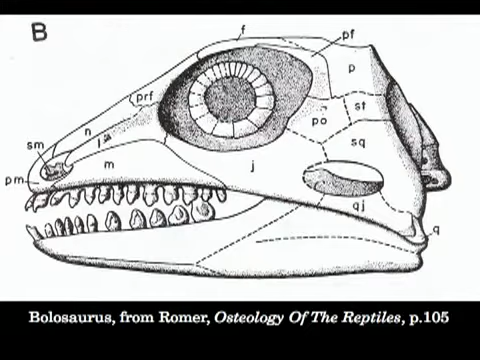 B
f
pf
p
prf
st
po
n
l
sq
sm
m
j
pm
qj
q
Bolosaurus, from Romer, Osteology Of The Reptiles, p.105